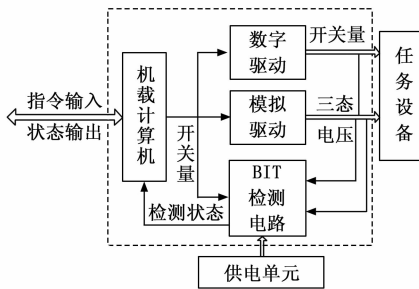 指令输入
状态输出
机载计算机
开关量
数字
驱动
模拟
驱动
BIT
检测
电路
检测状态
开关量
三态
电压
任务设备
供电单元